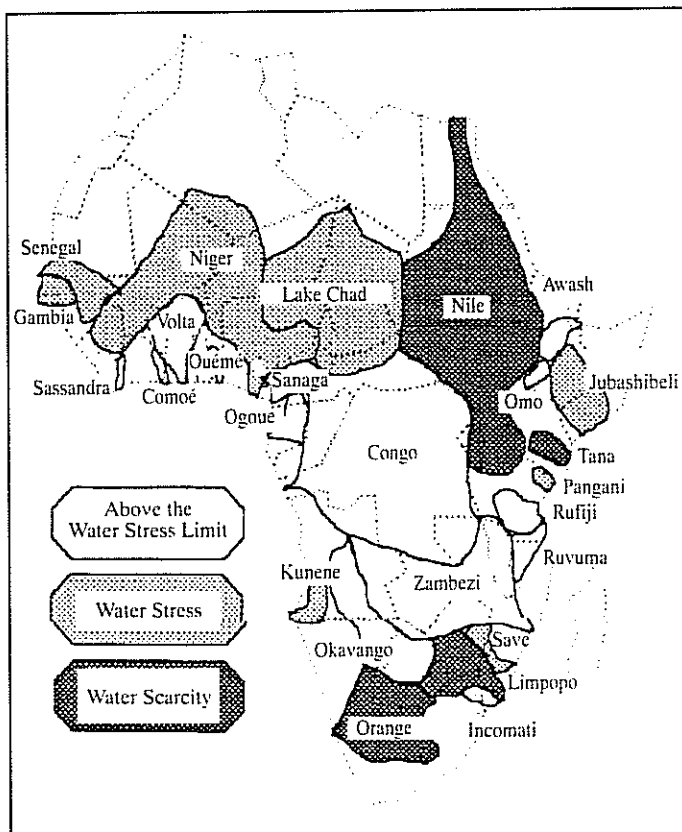 Senegal
Niger
Gambia
Volta
Lake Chad
Nile
Awash
Ouémé
Sassandra
Comoé
Sanaga
Ogoué
Omo
Jubashibeli
Congo
Tana
Pangani
Rufiji
Ruvuma
Above the
Water Stress Limit
Kunene
Zambezi
Water Stress
Okavango
Save
Limpopo
Water Scarcity
Orange
Incomati